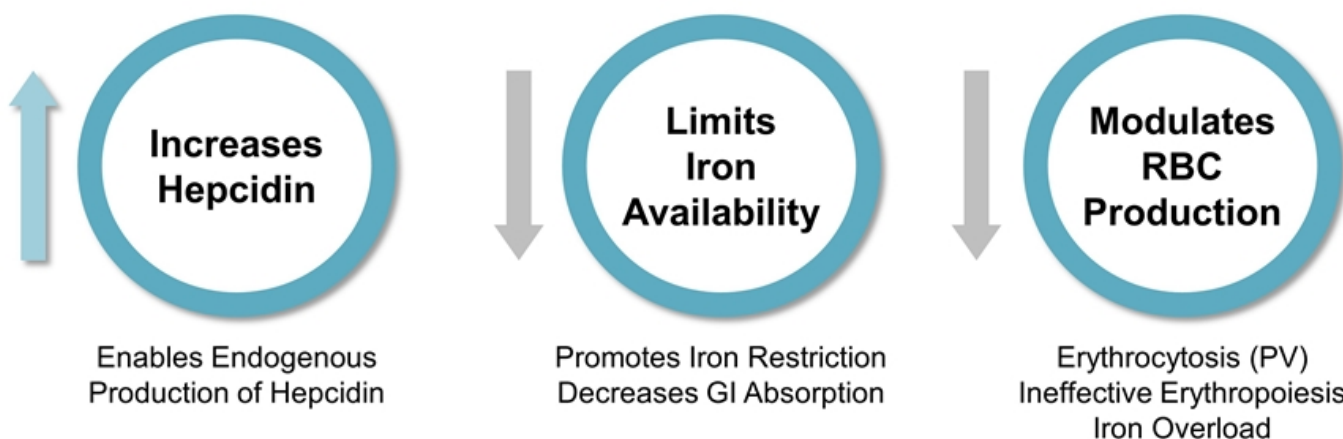 Increases
Hepcidin
Enables Endogenous
Production of Hepcidin
Limits
Iron
Availability
Promotes Iron Restriction
Decreases GI Absorption
Modulates
RBC
Production
Erythrocytosis (PV)
Ineffective Erythropoiesis
Iron Overload